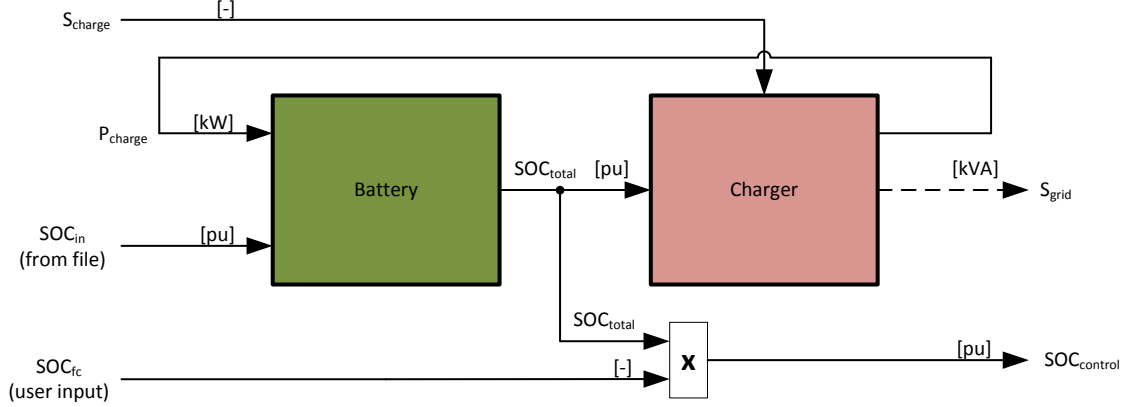 S_charge
[-]
P_charge
[kW]
Battery
SOC_total
[pu]
Charger
[kVA]
S_grid
SOC_in
(from file)
[pu]
SOC_total
X
[pu]
SOC_control
SOC_fc
(user input)
[-]